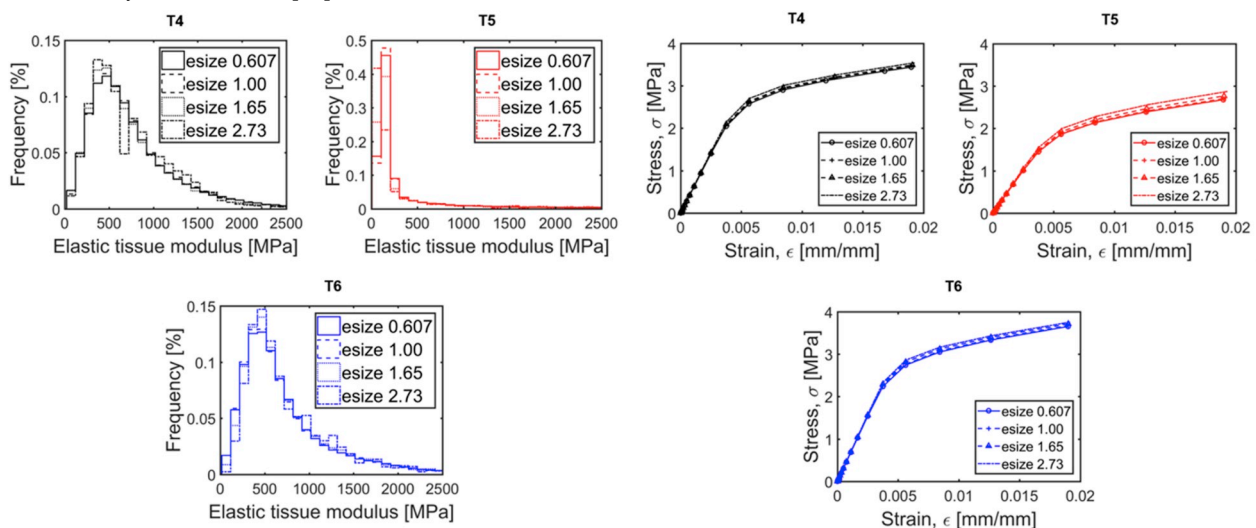 T4
0.15
0.10
0.05
0
0 500 1000 1500 2000 2500
Frequency [%]
Elastic tissue modulus [MPa]
esize 0.607
esize 1.00
esize 1.65
esize 2.73
T5
0.5
0.4
0.3
0.2
0.1
0
0 500 1000 1500 2000 2500
Frequency [%]
Elastic tissue modulus [MPa]
esize 0.607
esize 1.00
esize 1.65
esize 2.73
T4
4
3
2
1
0
0 0.005 0.01 0.015 0.02
Stress, σ [MPa]
Strain, ϵ [mm/mm]
esize 0.607
esize 1.00
esize 1.65
esize 2.73
T5
4
3
2
1
0
0 0.005 0.01 0.015 0.02
Stress, σ [MPa]
Strain, ϵ [mm/mm]
esize 0.607
esize 1.00
esize 1.65
esize 2.73
T6
0.15
0.10
0.05
0
0 500 1000 1500 2000 2500
Frequency [%]
Elastic tissue modulus [MPa]
esize 0.607
esize 1.00
esize 1.65
esize 2.73
T6
4
3
2
1
0
0 0.005 0.01 0.015 0.02
Stress, σ [MPa]
Strain, ϵ [mm/mm]
esize 0.607
esize 1.00
esize 1.65
esize 2.73